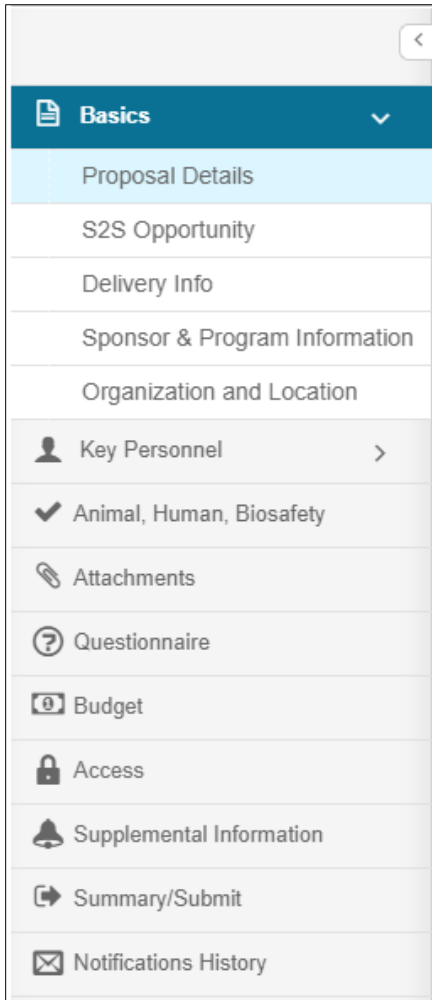 Basics
Proposal Details
S2S Opportunity
Delivery Info
Sponsor & Program Information
Organization and Location
Key Personnel
Animal, Human, Biosafety
Attachments
Questionnaire
Budget
Access
Supplemental Information
Summary/Submit
Notifications History